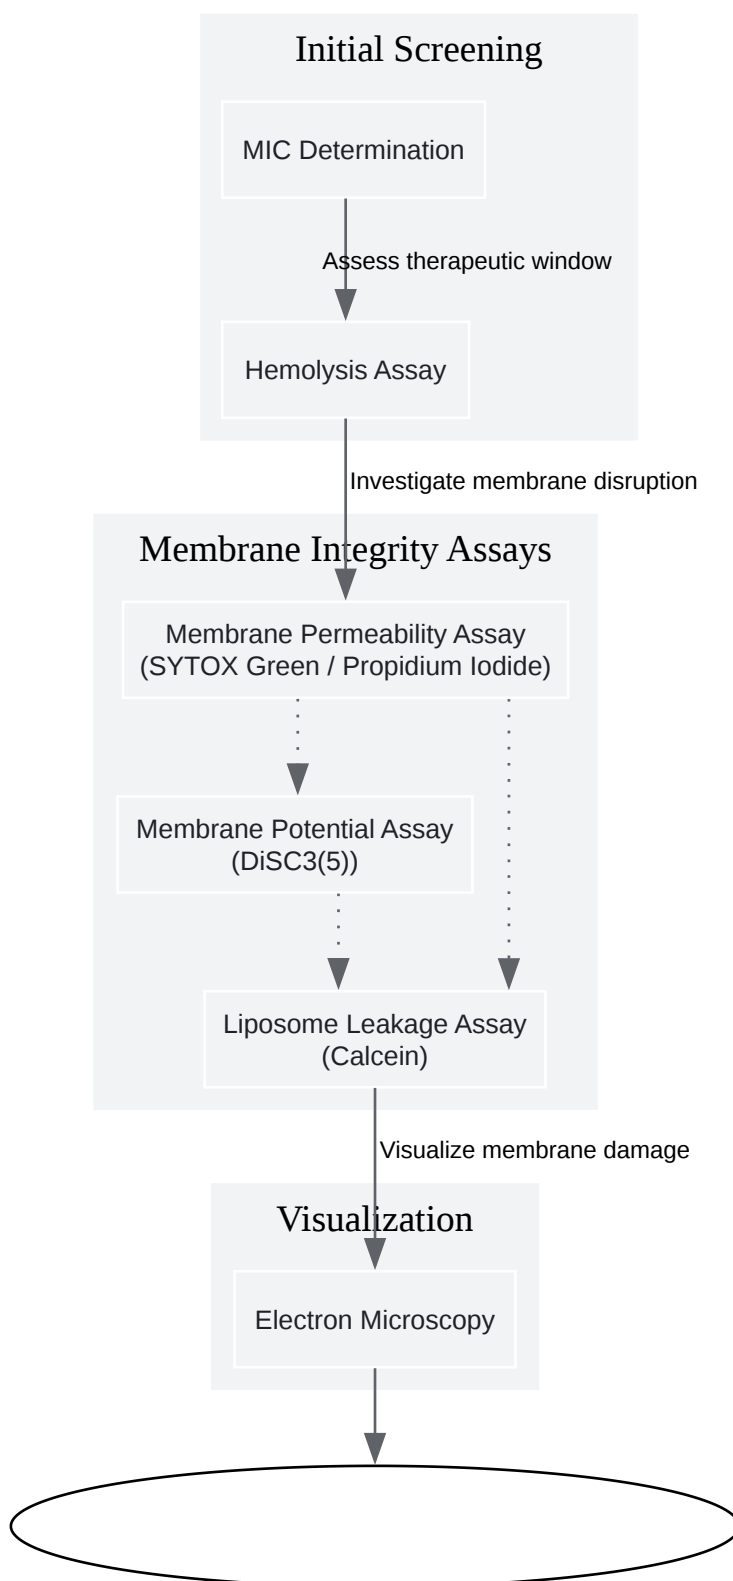 Initial Screening
MIC Determination
Assess therapeutic window
Hemolysis Assay
Investigate membrane disruption
Membrane Integrity Assays
Membrane Permeability Assay
(SYTOX Green / Propidium Iodide)
Membrane Potential Assay
(DiSC3(5))
Liposome Leakage Assay
(Calcein)
Visualize membrane damage
Visualization
Electron Microscopy